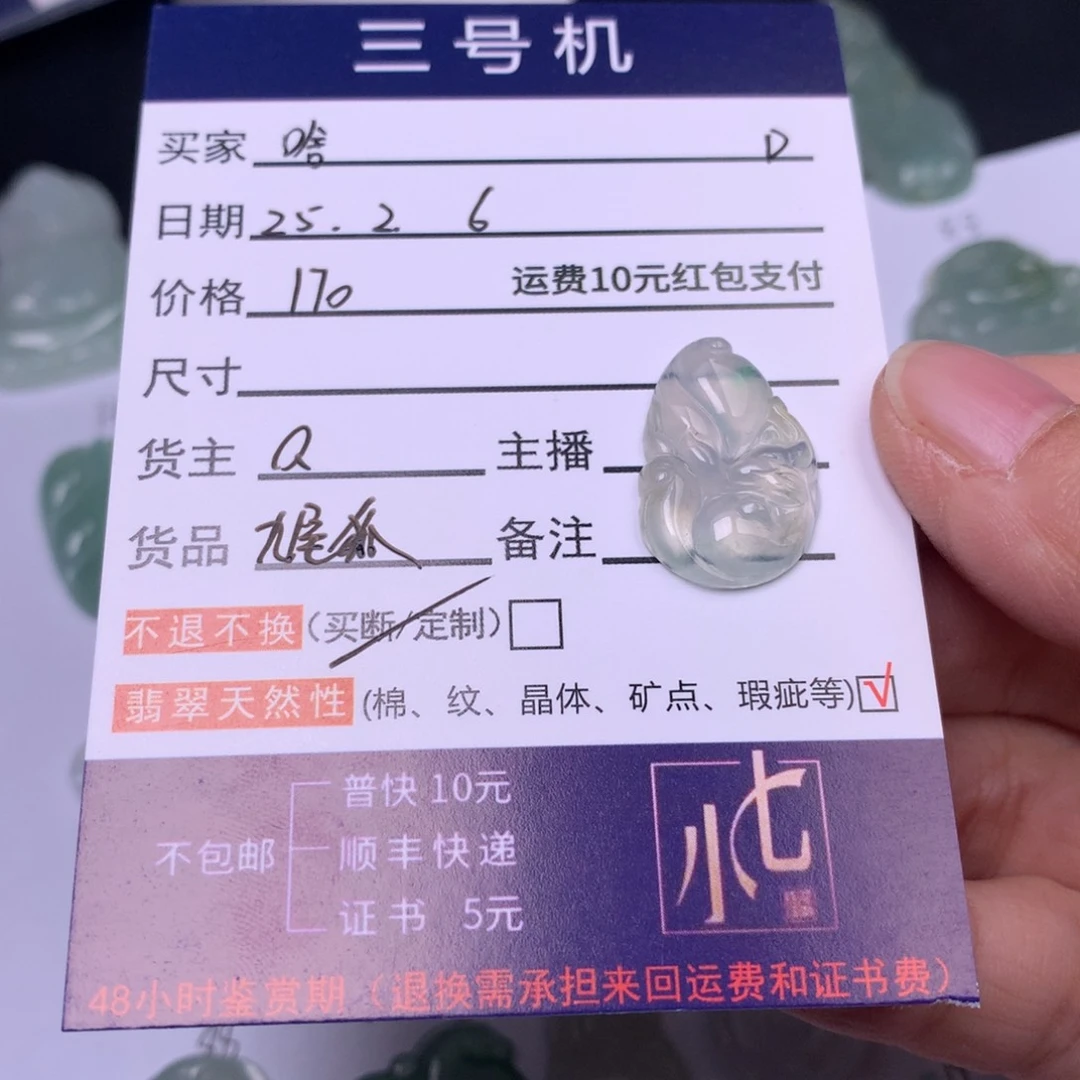 三号机
买家 啥 D
日期 25.2 6
价格 170 运费10元红包支付
尺寸
货主 Q 主播
货品 九尾狐 备注
不退不换(买断/定制)
翡翠天然性(棉、纹、晶体、矿点、瑕疵等)√
普快 10元
不包邮 顺丰快递
证书 5元
小七
48小时鉴赏期(退换需承担来回运费和证书费)